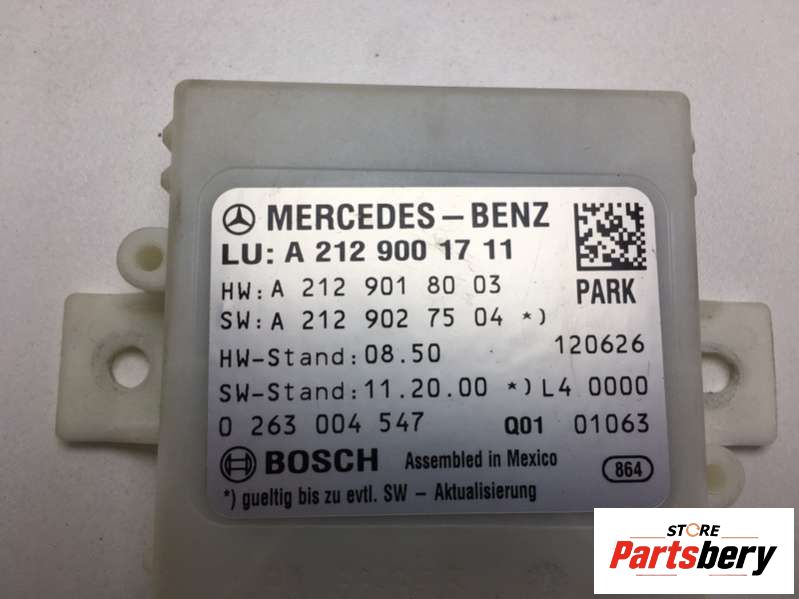 MERCEDES-BENZ
LU: A 212 900 17 11
HW: A 212 901 80 03
PARK
SW: A 212 902 75 04 *)
HW-Stand: 08.50 120626
SW-Stand: 11.20.00 *) L4 0000
0 263 004 547 Q01 01063
BOSCH Assembled in Mexico 864
*) gueltig bis zu evtl. SW - Aktualisierung
STORE
Partsbery